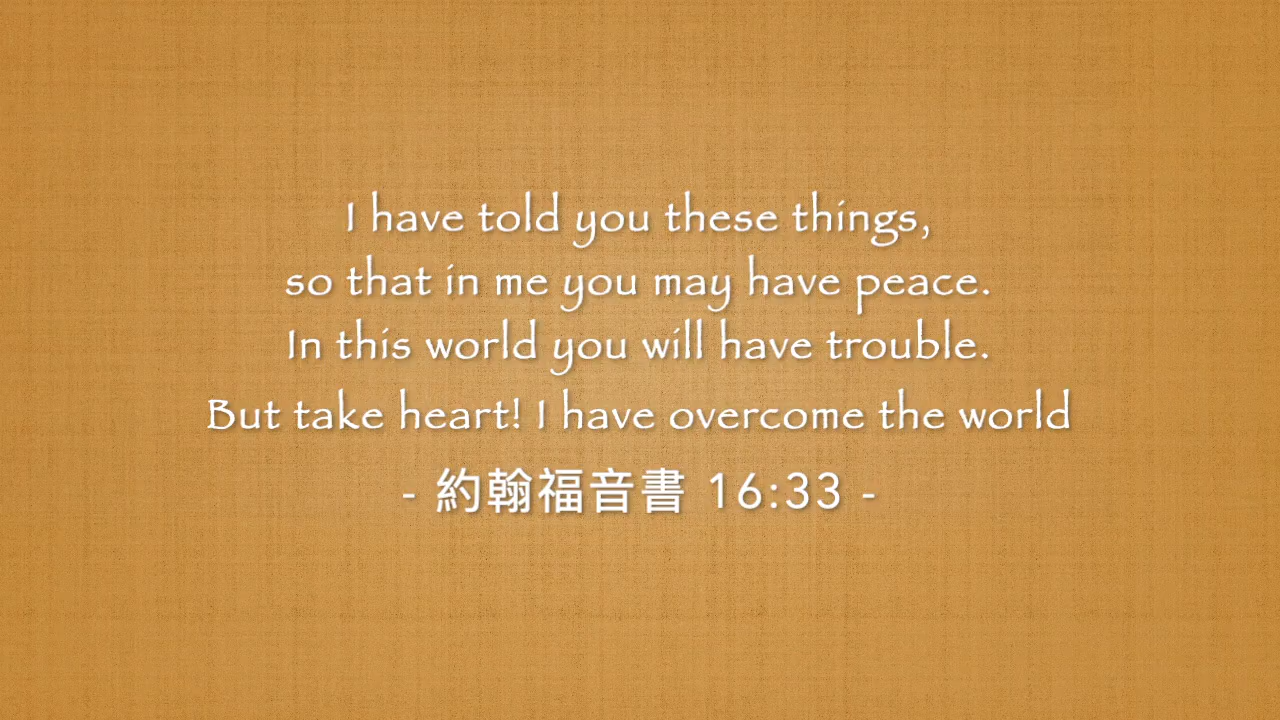 I have told you these things,
so that in me you may have peace.
In this world you will have trouble.
But take heart! I have overcome the world
- 約翰福音書 16:33 -